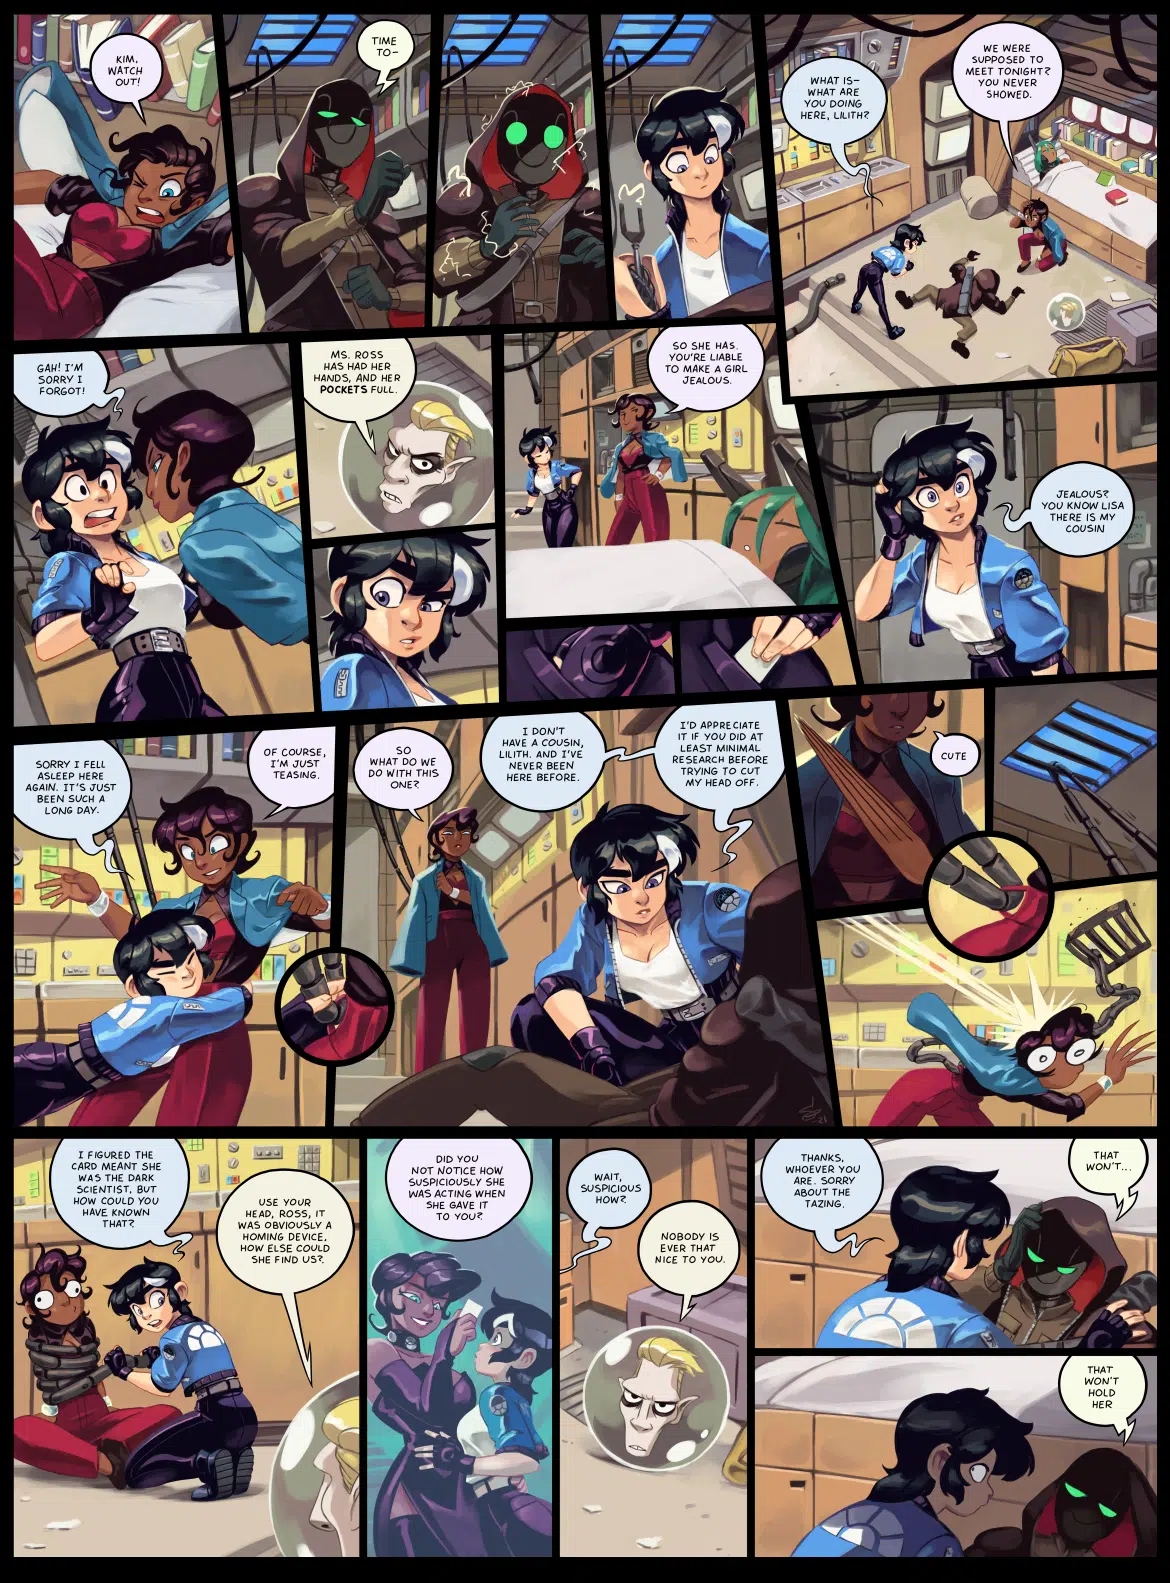 KIM,
WATCH
OUT!
TIME
TO-
WHAT IS-
WHAT ARE
YOU DOING
HERE, LILITH?
WE WERE
SUPPOSED TO
MEET TONIGHT?
YOU NEVER
SHOWED.
GAH! I'M
SORRY I
FORGOT!
MS. ROSS
HAS HAD HER
HANDS, AND HER
POCKETS FULL.
SO SHE HAS.
YOU'RE LIABLE
TO MAKE A GIRL
JEALOUS.
JEALOUS?
YOU KNOW LISA
THERE IS MY
COUSIN
SORRY I FELL
ASLEEP HERE
AGAIN. IT'S JUST
BEEN SUCH A
LONG DAY.
OF COURSE,
I'M JUST
TEASING.
SO
WHAT DO WE
DO WITH THIS
ONE?
I DON'T
HAVE A COUSIN,
LILITH. AND I'VE
NEVER BEEN
HERE BEFORE.
I'D APPRECIATE
IT IF YOU DID AT
LEAST MINIMAL
RESEARCH BEFORE
TRYING TO CUT
MY HEAD OFF.
CUTE
I FIGURED THE
CARD MEANT SHE
WAS THE DARK
SCIENTIST, BUT
HOW COULD YOU
HAVE KNOWN
THAT?
USE YOUR
HEAD, ROSS, IT
WAS OBVIOUSLY A
HOMING DEVICE,
HOW ELSE COULD
SHE FIND US?
DID YOU
NOT NOTICE HOW
SUSPICIOUSLY SHE
WAS ACTING WHEN
SHE GAVE IT
TO YOU?
WAIT,
SUSPICIOUS
HOW?
NOBODY IS
EVER THAT
NICE TO YOU.
THANKS,
WHOEVER YOU
ARE. SORRY
ABOUT THE
TAZING.
THAT
WON'T...
THAT
WON'T
HOLD
HER